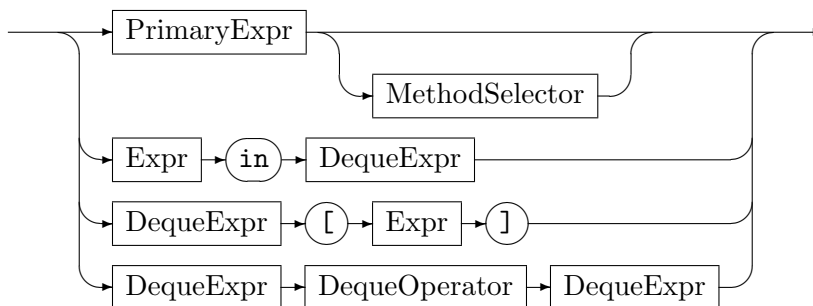 PrimaryExpr
MethodSelector
Expr in DequeExpr
DequeExpr [ Expr ]
DequeExpr DequeOperator DequeExpr